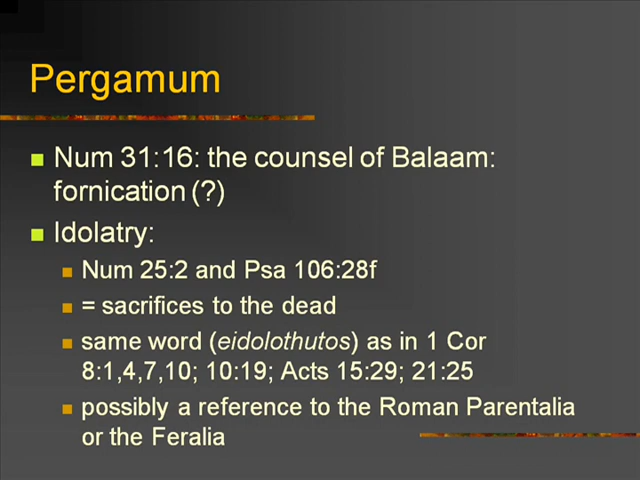 Pergamum
Num 31:16: the counsel of Balaam:
fornication (?)
Idolatry:
Num 25:2 and Psa 106:28f
= sacrifices to the dead
same word (eidolothutos) as in 1 Cor
8:1,4,7,10; 10:19; Acts 15:29; 21:25
possibly a reference to the Roman Parentalia
or the Feralia